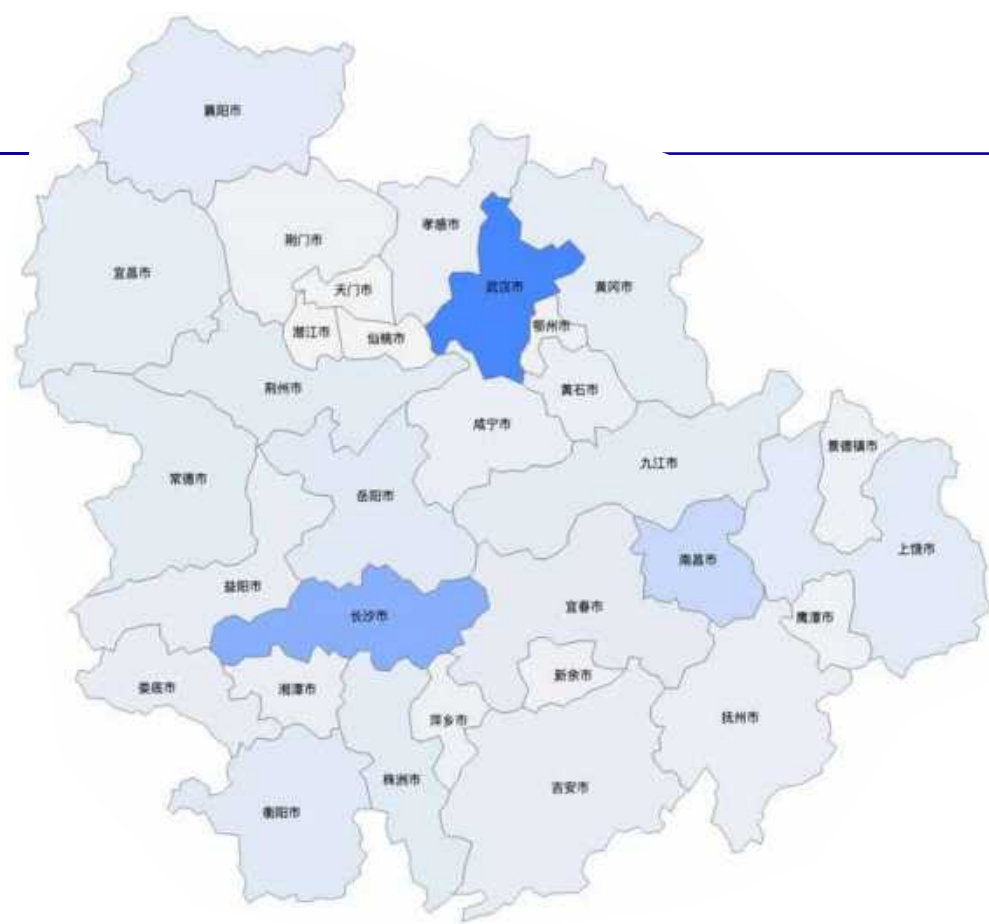 襄阳市
荆门市
孝感市
宜昌市
天门市
武汉市
黄冈市
潜江市
仙桃市
鄂州市
荆州市
黄石市
咸宁市
景德镇市
九江市
常德市
岳阳市
上饶市
南昌市
益阳市
宜春市
长沙市
鹰潭市
新余市
娄底市
湘潭市
萍乡市
抚州市
株洲市
吉安市
衡阳市